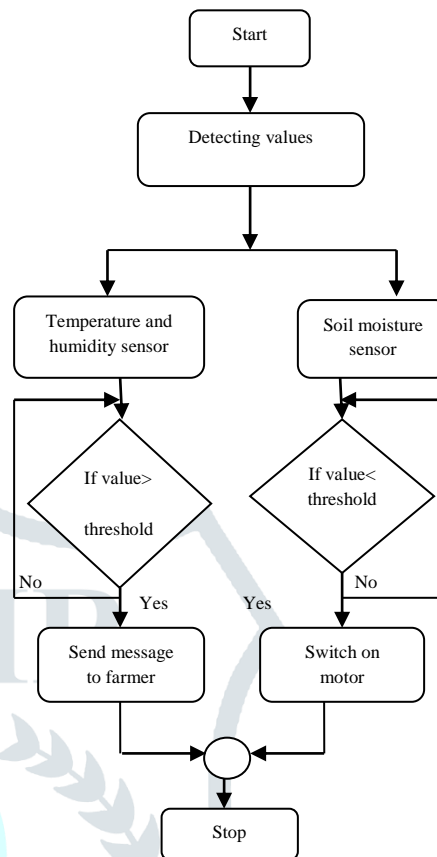 Start
Detecting values
Temperature and
humidity sensor
Soil moisture
sensor
If value>
threshold
If value<
threshold
No
Yes
Yes
No
Send message
to farmer
Switch on
motor
Stop